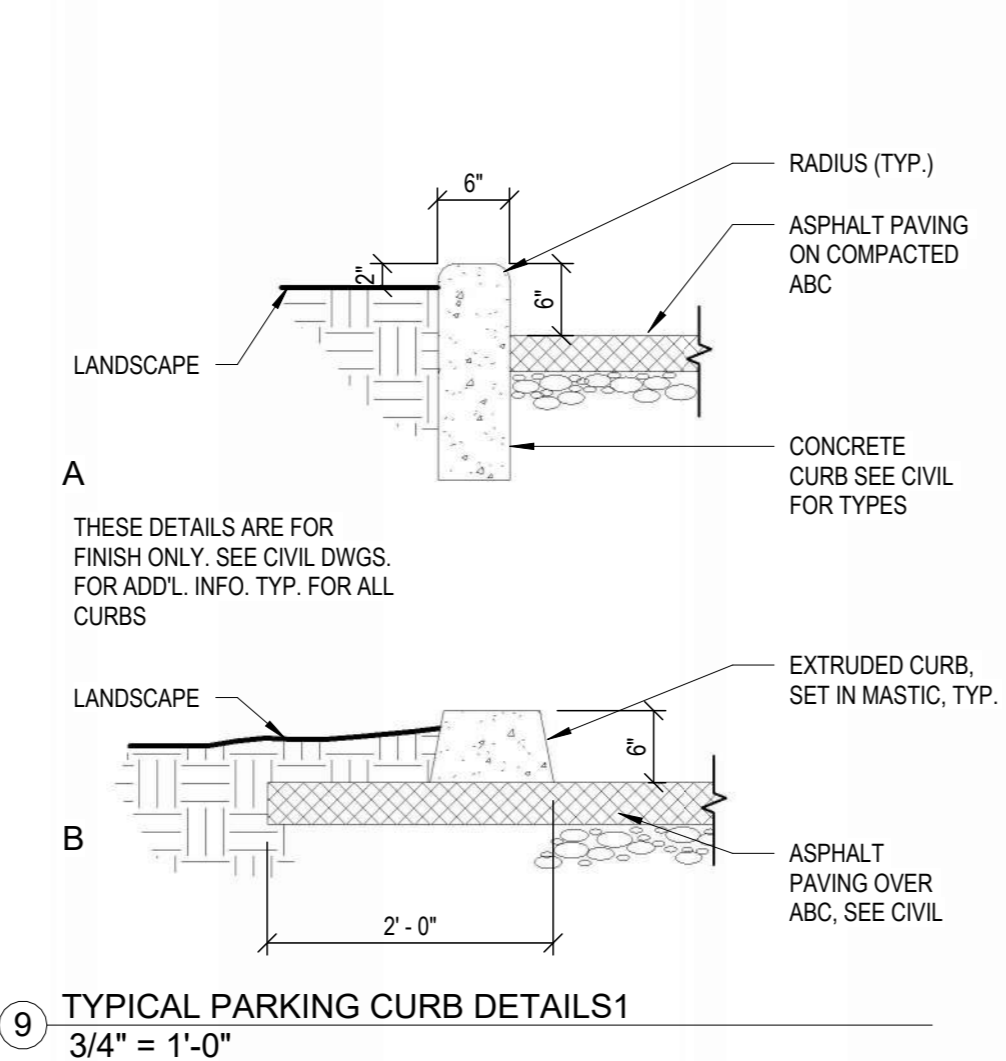 6"
RADIUS (TYP.)
2"
6"
ASPHALT PAVING
ON COMPACTED
ABC
LANDSCAPE
CONCRETE
CURB SEE CIVIL
FOR TYPES
A
THESE DETAILS ARE FOR
FINISH ONLY. SEE CIVIL DWGS.
FOR ADD'L. INFO. TYP. FOR ALL
CURBS
EXTRUDED CURB,
SET IN MASTIC, TYP.
LANDSCAPE
6"
B
ASPHALT
PAVING OVER
ABC, SEE CIVIL
2' - 0"
9
TYPICAL PARKING CURB DETAILS1
3/4" = 1'-0"